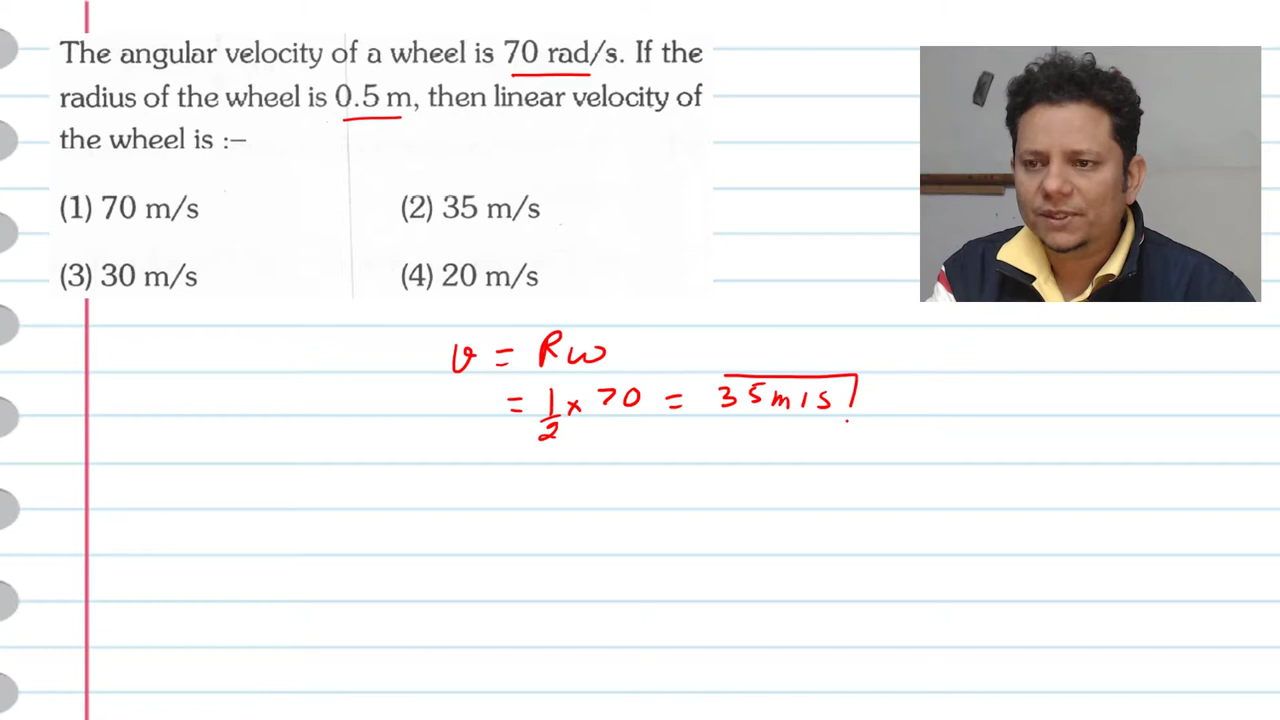 The angular velocity of a wheel is 70 rad/s. If the
radius of the wheel is 0.5 m, then linear velocity of
the wheel is :–
(1) 70 m/s (2) 35 m/s
(3) 30 m/s (4) 20 m/s
v = Rω
= 1/2 × 70 = 35 m/s